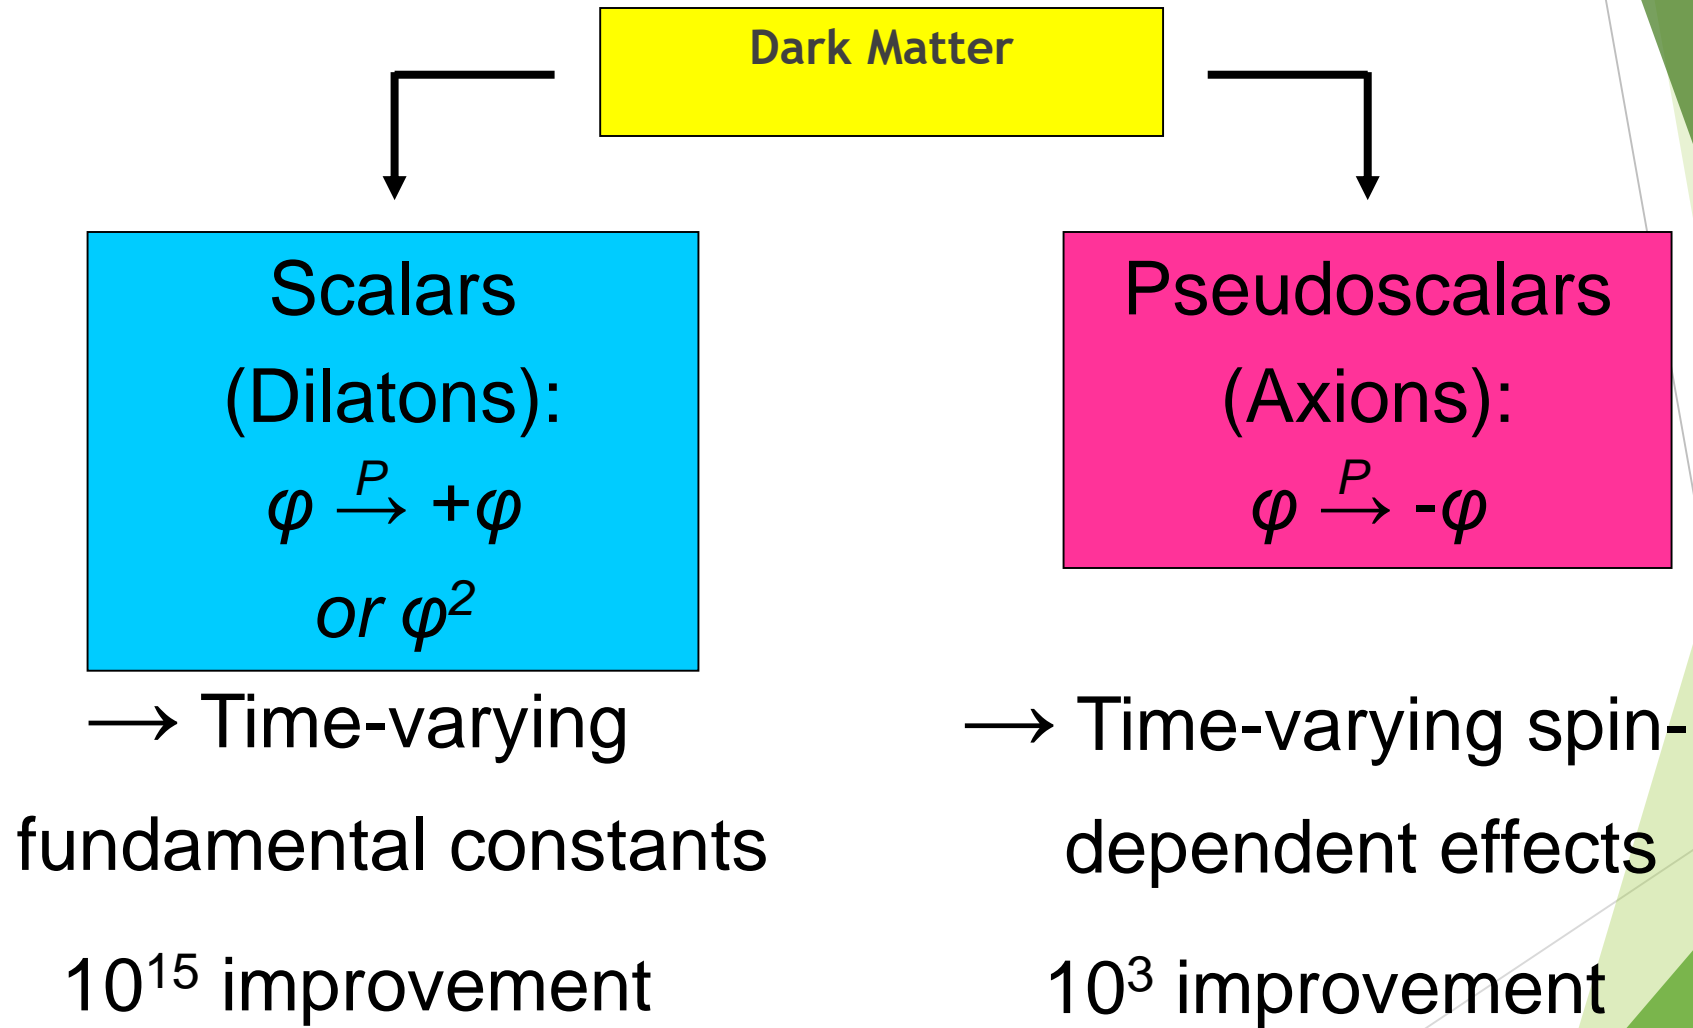 Dark Matter
Scalars
(Dilatons):
φ P→ +φ
or φ²
→ Time-varying
fundamental constants
10¹⁵ improvement
Pseudoscalars
(Axions):
φ P→ -φ
→ Time-varying spin-
dependent effects
10³ improvement